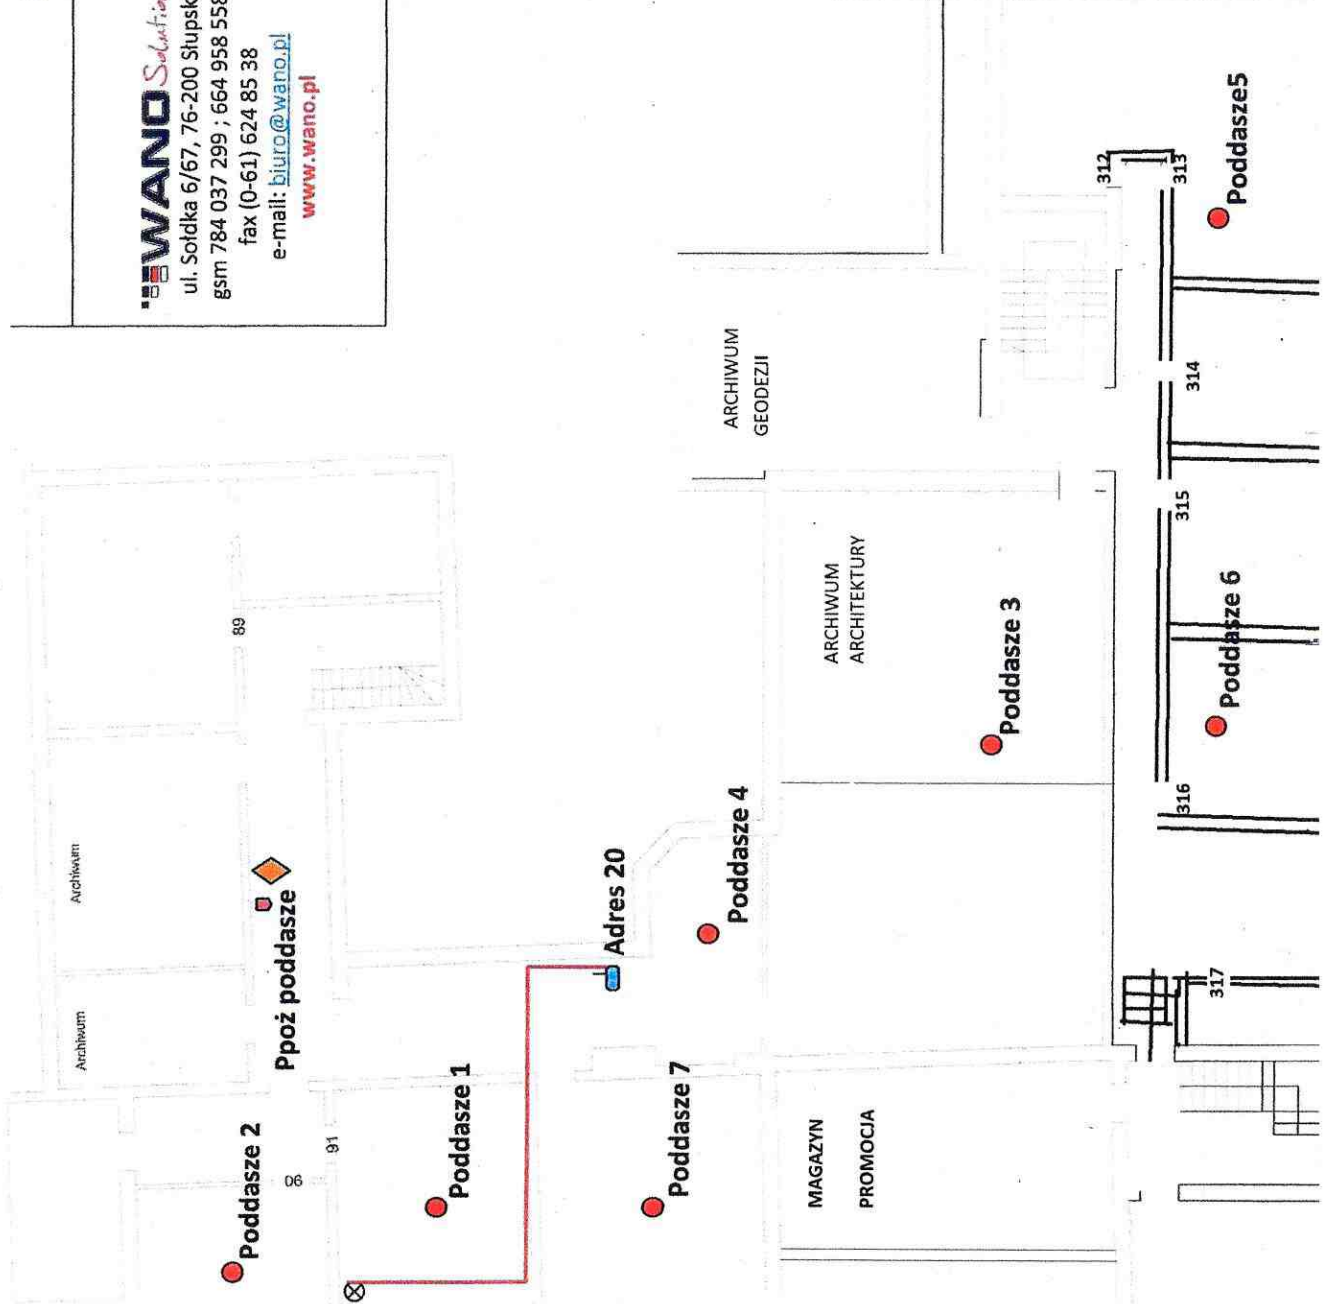 WANO Solutions
ul. Sołdka 6/67, 76-200 Słupsk
gsm 784 037 299 ; 664 958 558
fax (0-61) 624 85 38
e-mail: biuro@wano.pl
www.wano.pl
Archiwum
Archiwum
89
Ppoż poddasze
Poddasze 2
90
91
Poddasze 1
Adres 20
Poddasze 7
Poddasze 4
ARCHIWUM
GEODEZJI
ARCHIWUM
ARCHITEKTURY
Poddasze 3
MAGAZYN
PROMOCJA
312
313
Poddasze5
314
315
Poddasze 6
316
317